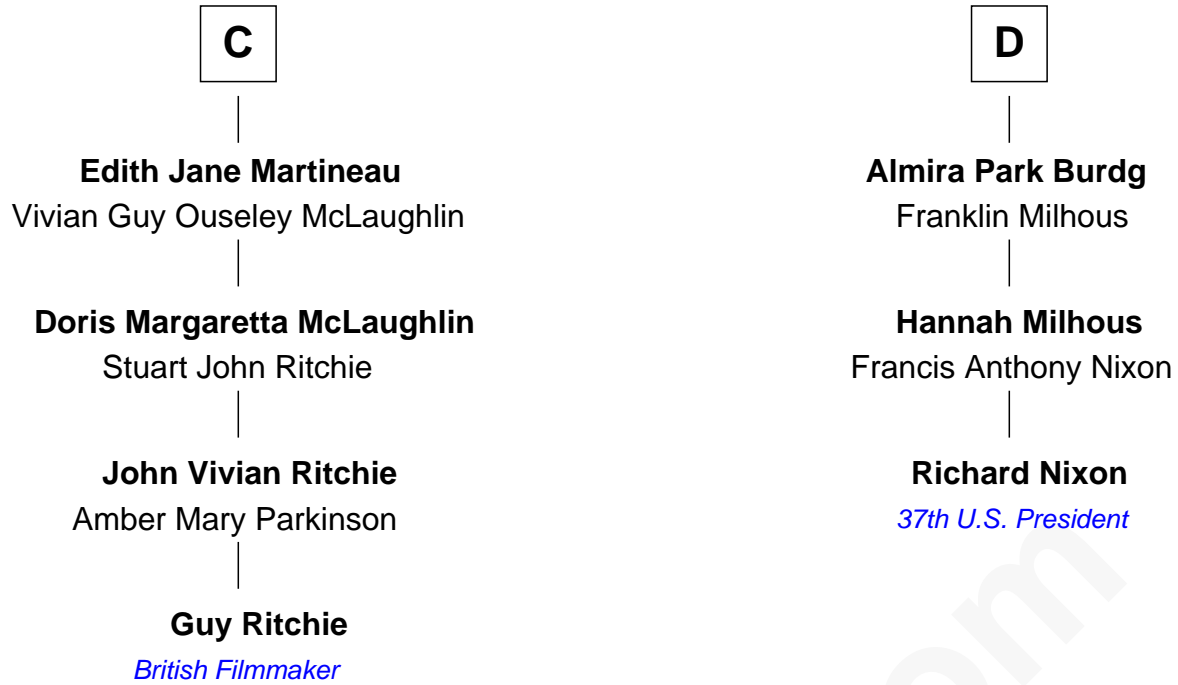 C
Edith Jane Martineau
Vivian Guy Ouseley McLaughlin
Doris Margaretta McLaughlin
Stuart John Ritchie
John Vivian Ritchie
Amber Mary Parkinson
Guy Ritchie
British Filmmaker
D
Almira Park Burdg
Franklin Milhous
Hannah Milhous
Francis Anthony Nixon
Richard Nixon
37th U.S. President
om